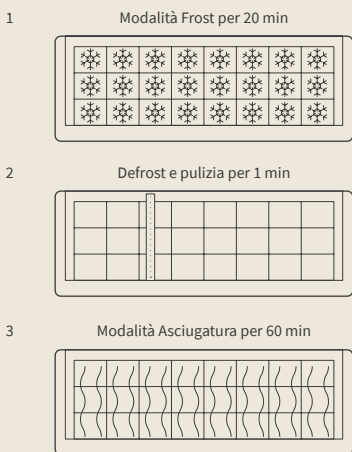 1 Modalità Frost per 20 min
2 Defrost e pulizia per 1 min
3 Modalità Asciugatura per 60 min